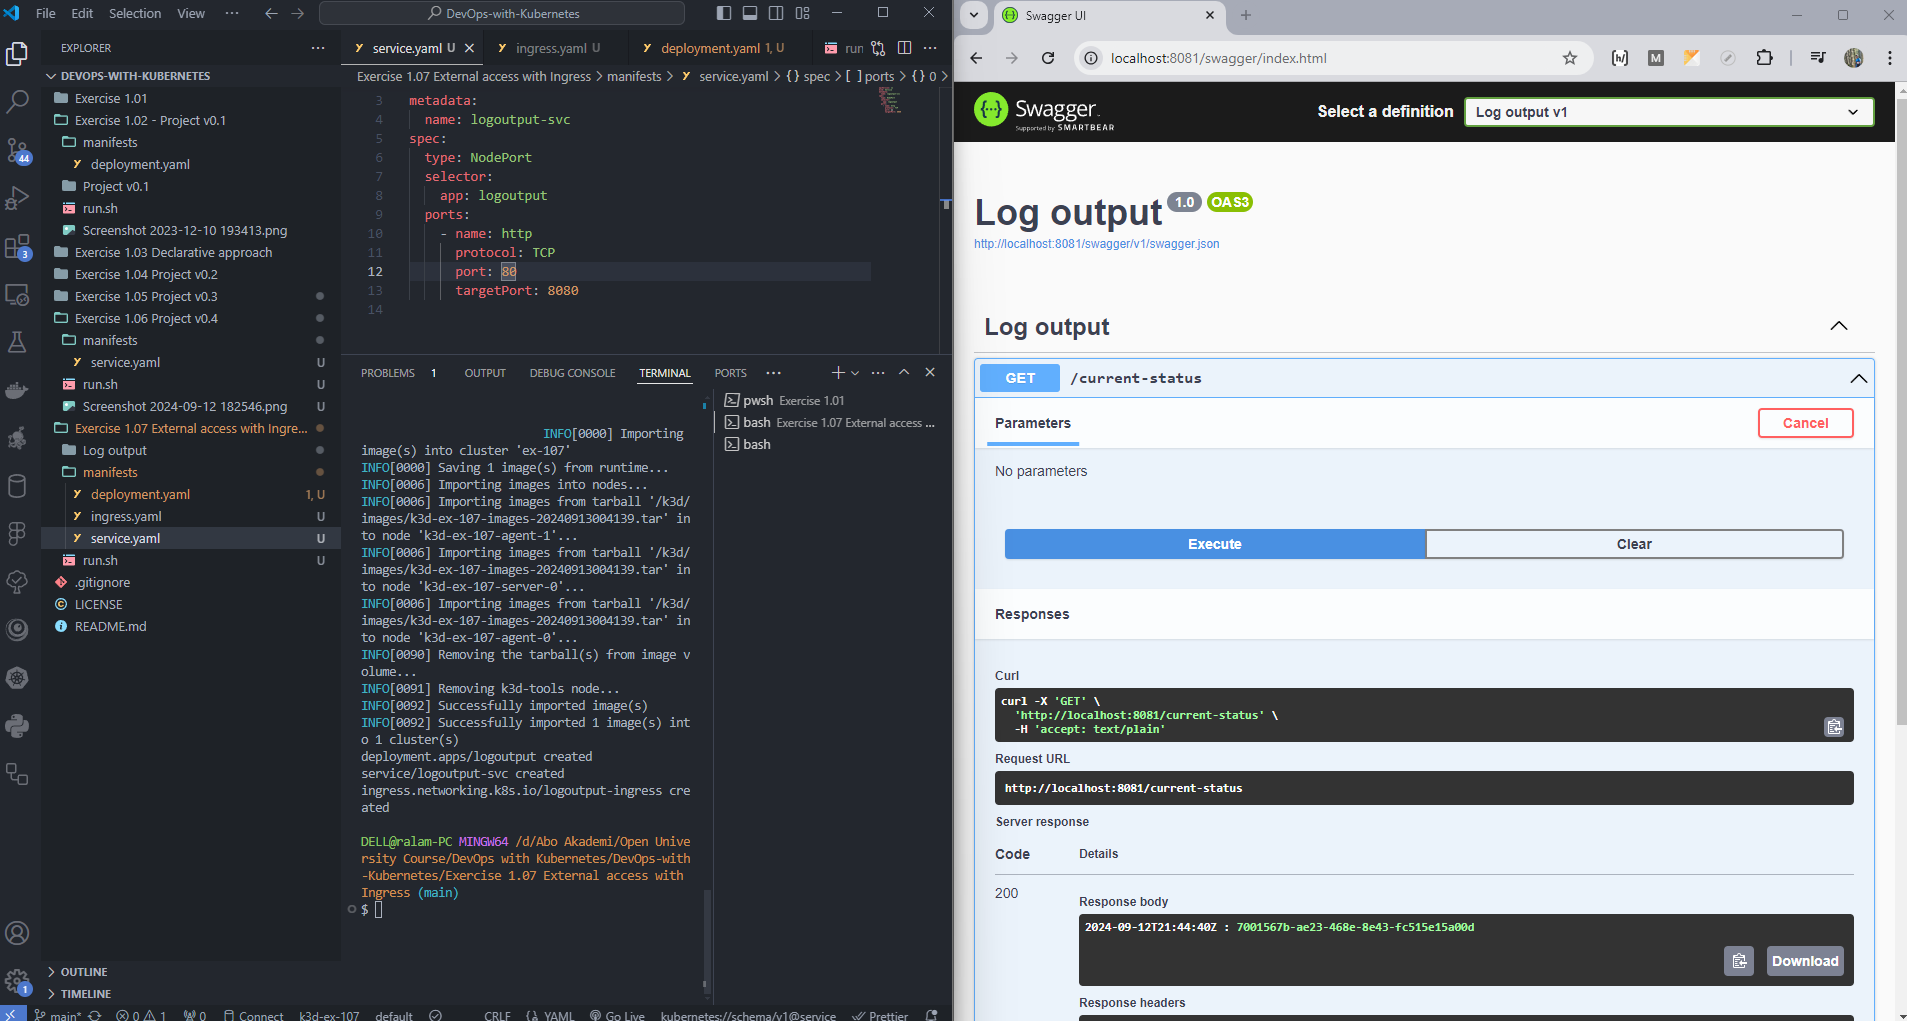 File Edit Selection View ··· DevOps-with-Kubernetes
EXPLORER ···
DEVOPS-WITH-KUBERNETES
Exercise 1.01
Exercise 1.02 - Project v0.1
manifests
deployment.yaml
Project v0.1
run.sh
Screenshot 2023-12-10 193413.png
Exercise 1.03 Declarative approach
Exercise 1.04 Project v0.2
Exercise 1.05 Project v0.3
Exercise 1.06 Project v0.4
manifests
service.yaml U
run.sh U
Screenshot 2024-09-12 182546.png U
Exercise 1.07 External access with Ingre...
Log output
manifests
deployment.yaml 1, U
ingress.yaml U
service.yaml U
run.sh U
.gitignore
LICENSE
README.md
OUTLINE
TIMELINE
44
3
1
service.yaml U
ingress.yaml U
deployment.yaml 1, U
run
Exercise 1.07 External access with Ingress > manifests > service.yaml > {} spec > [ ] ports > {} 0 >
3 metadata:
4 name: logoutput-svc
5 spec:
6 type: NodePort
7 selector:
8 app: logoutput
9 ports:
10 - name: http
11 protocol: TCP
12 port: 80
13 targetPort: 8080
14
PROBLEMS 1 OUTPUT DEBUG CONSOLE TERMINAL PORTS ···
pwsh Exercise 1.01
bash Exercise 1.07 External access ...
bash
INFO[0000] Importing
image(s) into cluster 'ex-107'
INFO[0000] Saving 1 image(s) from runtime...
INFO[0006] Importing images into nodes...
INFO[0006] Importing images from tarball '/k3d/
images/k3d-ex-107-images-20240913004139.tar' in
to node 'k3d-ex-107-agent-1'...
INFO[0006] Importing images from tarball '/k3d/
images/k3d-ex-107-images-20240913004139.tar' in
to node 'k3d-ex-107-server-0'...
INFO[0006] Importing images from tarball '/k3d/
images/k3d-ex-107-images-20240913004139.tar' in
to node 'k3d-ex-107-agent-0'...
INFO[0090] Removing the tarball(s) from image v
olume...
INFO[0091] Removing k3d-tools node...
INFO[0092] Successfully imported image(s)
INFO[0092] Successfully imported 1 image(s) int
o 1 cluster(s)
deployment.apps/logoutput created
service/logoutput-svc created
ingress.networking.k8s.io/logoutput-ingress cre
ated
DELL@ralam-PC MINGW64 /d/Abo Akademi/Open Unive
rsity Course/DevOps with Kubernetes/DevOps-with
-Kubernetes/Exercise 1.07 External access with
Ingress (main)
$
main* 0 1 0 Connect k3d-ex-107 default CRLF {} YAML Go Live kubernetes://schema/v1@service Prettier
Swagger UI
localhost:8081/swagger/index.html
Swagger
Supported by SMARTBEAR
Select a definition Log output v1
Log output 1.0 OAS3
http://localhost:8081/swagger/v1/swagger.json
Log output
GET /current-status
Parameters Cancel
No parameters
Execute Clear
Responses
Curl
curl -X 'GET' \
'http://localhost:8081/current-status' \
-H 'accept: text/plain'
Request URL
http://localhost:8081/current-status
Server response
Code Details
200
Response body
2024-09-12T21:44:40Z : 7001567b-ae23-468e-8e43-fc515e15a00d
Download
Response headers